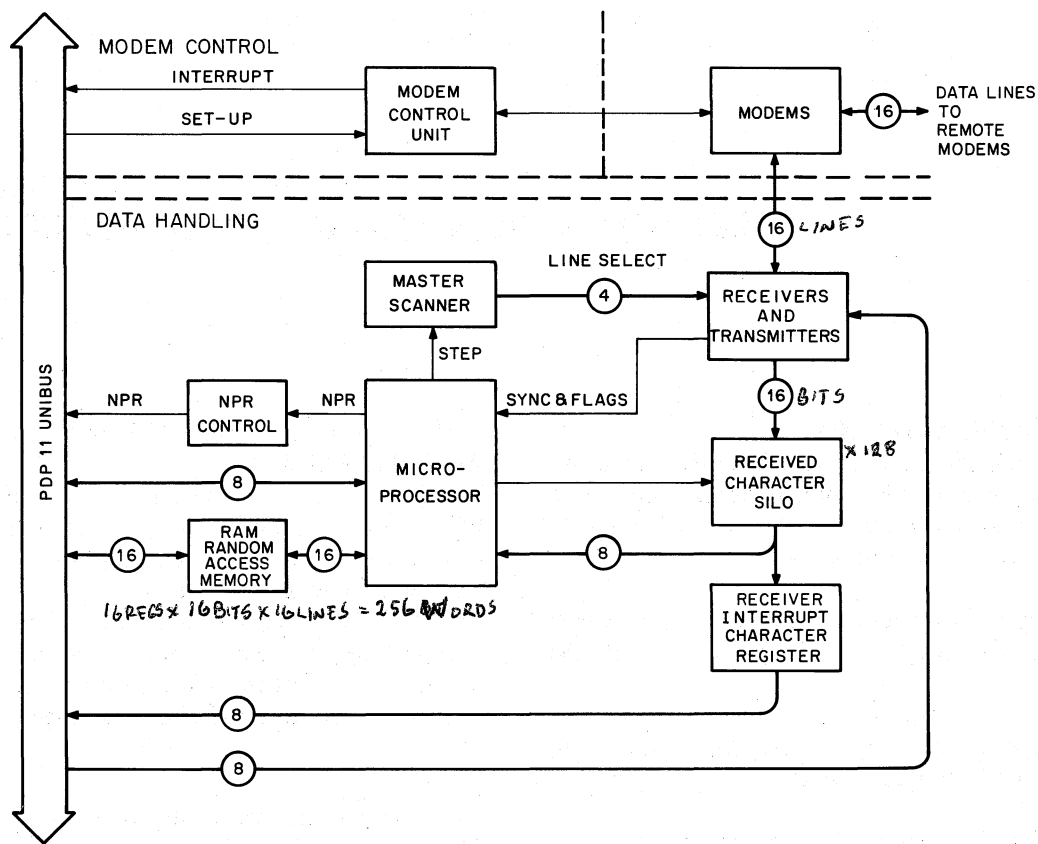 MODEM CONTROL
INTERRUPT
SET-UP
MODEM
CONTROL
UNIT
MODEMS
16
DATA LINES
TO
REMOTE
MODEMS
DATA HANDLING
16 LINES
MASTER
SCANNER
LINE SELECT
4
RECEIVERS
AND
TRANSMITTERS
STEP
PDP 11 UNIBUS
NPR
NPR
CONTROL
NPR
SYNC & FLAGS
16 BITS
MICRO-
PROCESSOR
8
RECEIVED
CHARACTER
SILO
x 128
16
RAM
RANDOM
ACCESS
MEMORY
16
8
16 REGS x 16 BITS x 16 LINES = 256 WORDS
RECEIVER
INTERRUPT
CHARACTER
REGISTER
8
8